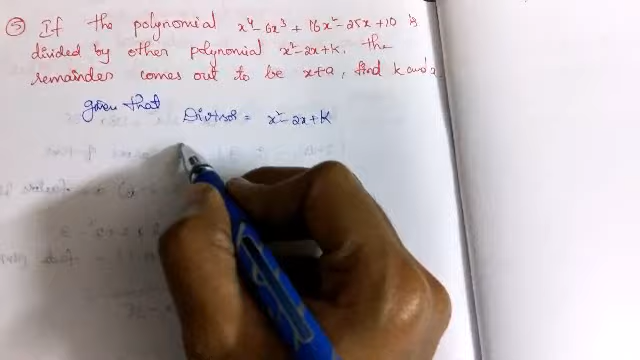 ⑤ If the polynomial x⁴ - 6x³ + 16x² - 25x + 10 is
divided by other polynomial x² - 2x + k. The
remainder comes out to be x + a, find k and
given that Divisor = x² - 2x + K